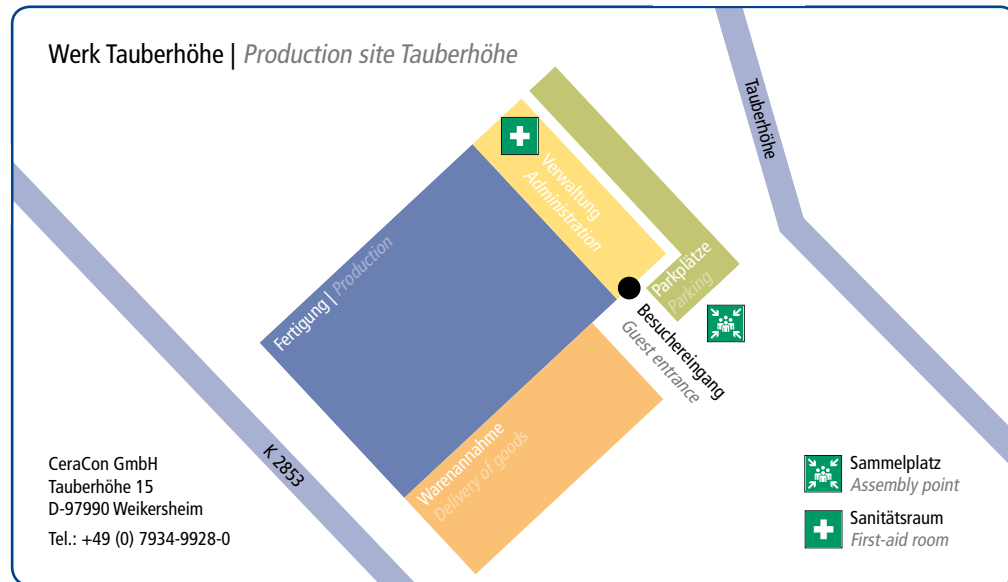 Werk Tauberhöhe | Production site Tauberhöhe
Tauberhöhe
Verwaltung
Administration
Fertigung | Production
Parkplätze
Parking
Besuchereingang
Guest entrance
Warenannahme
Delivery of goods
K 2853
CeraCon GmbH
Tauberhöhe 15
D-97990 Weikersheim
Tel.: +49 (0) 7934-9928-0
Sammelplatz
Assembly point
Sanitätsraum
First-aid room